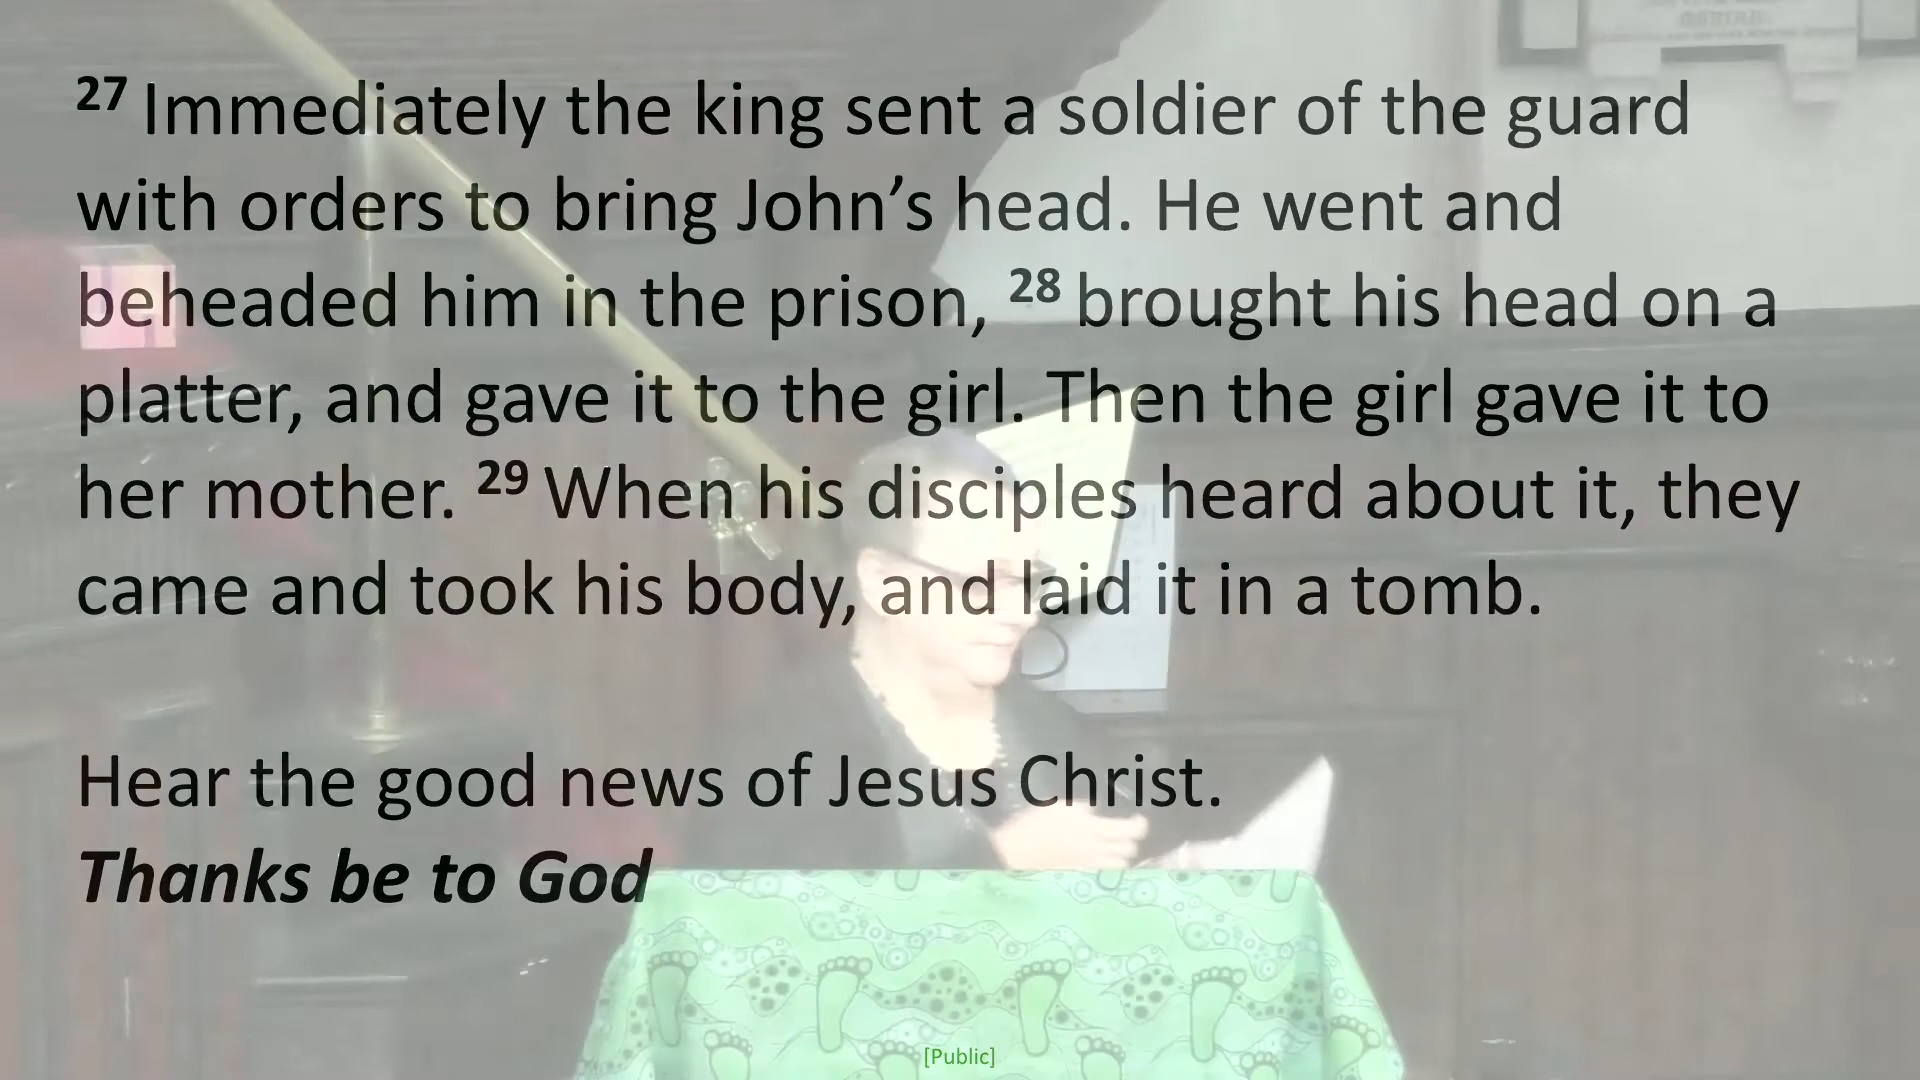 27 Immediately the king sent a soldier of the guard
with orders to bring John’s head. He went and
beheaded him in the prison, 28 brought his head on a
platter, and gave it to the girl. Then the girl gave it to
her mother. 29 When his disciples heard about it, they
came and took his body, and laid it in a tomb.
Hear the good news of Jesus Christ.
Thanks be to God
[Public]